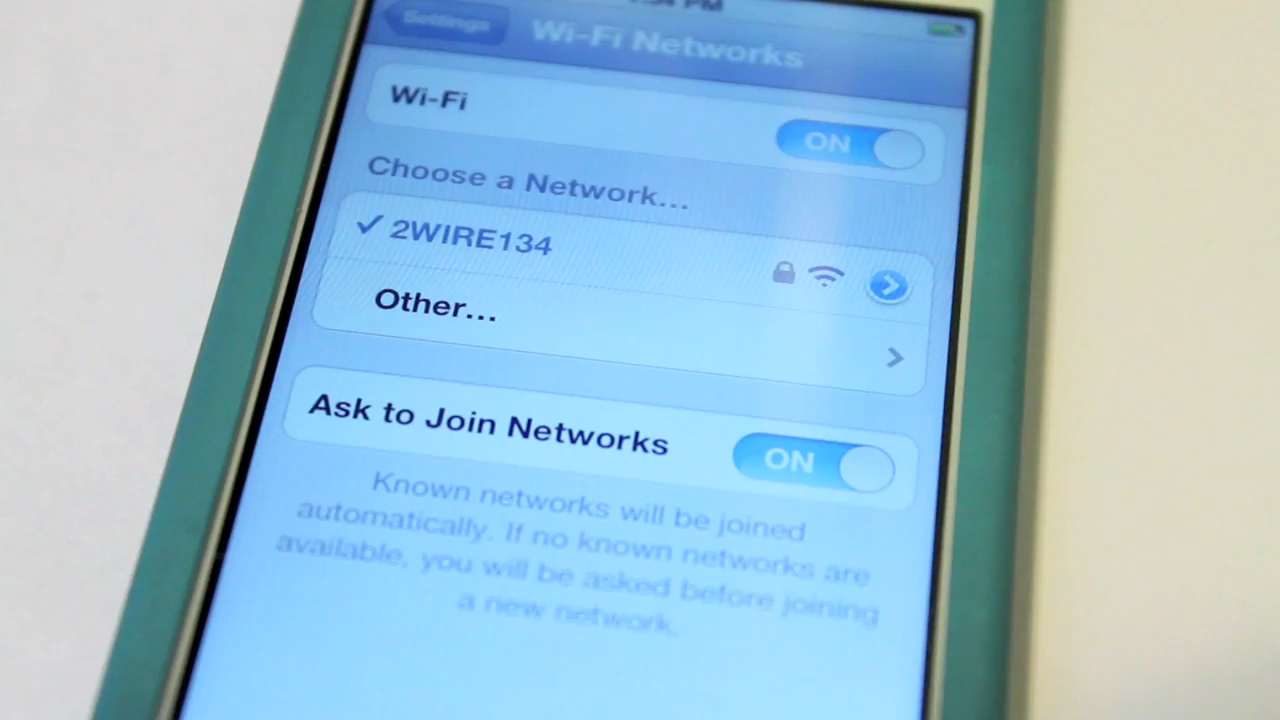 PM
Settings
Wi-Fi Networks
Wi-Fi
ON
Choose a Network...
✓ 2WIRE134
Other...
Ask to Join Networks
ON
Known networks will be joined
automatically. If no known networks are
available, you will be asked before joining
a new network.